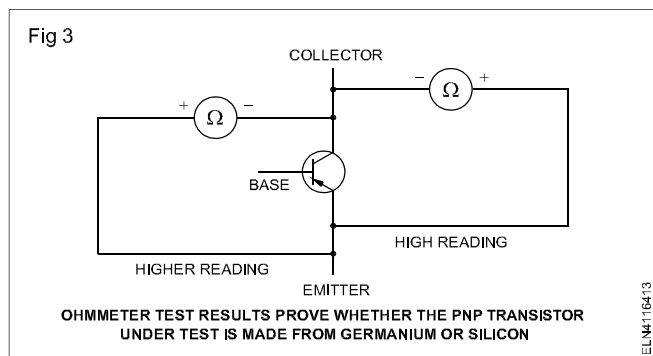 Fig 3
COLLECTOR
+ Ω −
− Ω +
BASE
HIGHER READING
HIGH READING
EMITTER
OHMMETER TEST RESULTS PROVE WHETHER THE PNP TRANSISTOR
UNDER TEST IS MADE FROM GERMANIUM OR SILICON
ELN4116413